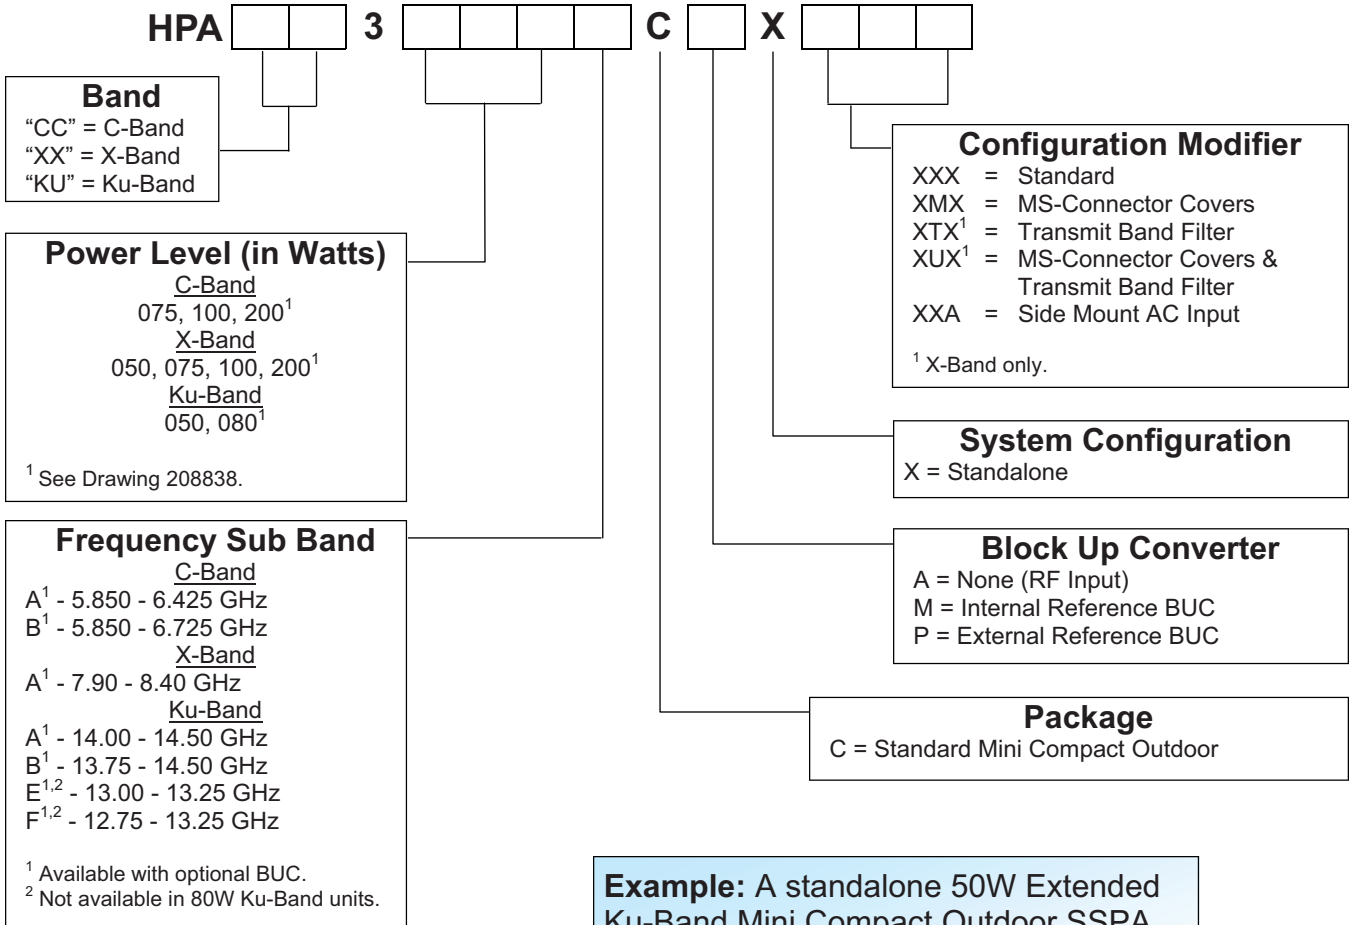 HPA 3 C X
Band
“CC” = C-Band
“XX” = X-Band
“KU” = Ku-Band
Power Level (in Watts)
C-Band
075, 100, 200¹
X-Band
050, 075, 100, 200¹
Ku-Band
050, 080¹
¹ See Drawing 208838.
Frequency Sub Band
C-Band
A¹ - 5.850 - 6.425 GHz
B¹ - 5.850 - 6.725 GHz
X-Band
A¹ - 7.90 - 8.40 GHz
Ku-Band
A¹ - 14.00 - 14.50 GHz
B¹ - 13.75 - 14.50 GHz
E¹,² - 13.00 - 13.25 GHz
F¹,² - 12.75 - 13.25 GHz
¹ Available with optional BUC.
² Not available in 80W Ku-Band units.
Configuration Modifier
XXX = Standard
XMX = MS-Connector Covers
XTX¹ = Transmit Band Filter
XUX¹ = MS-Connector Covers &
Transmit Band Filter
XXA = Side Mount AC Input
¹ X-Band only.
System Configuration
X = Standalone
Block Up Converter
A = None (RF Input)
M = Internal Reference BUC
P = External Reference BUC
Package
C = Standard Mini Compact Outdoor
Example: A standalone 50W Extended
Ku-Band Mini Compact Outdoor SSPA